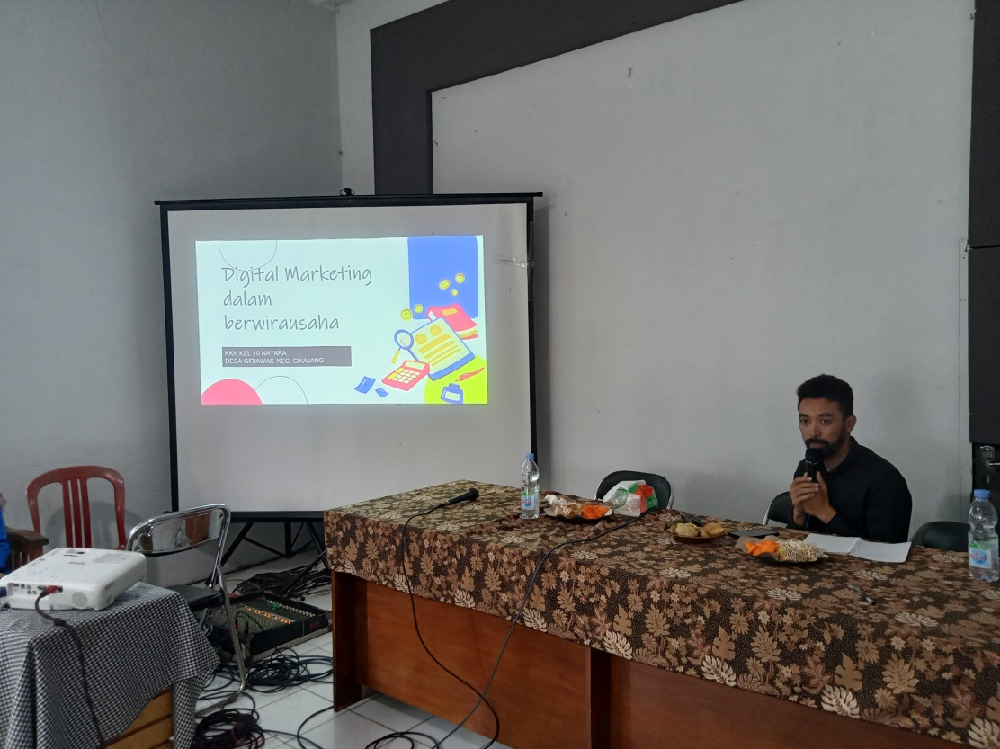 Digital Marketing
dalam
berwirausaha
KKN KEL 10 NAYARA
DESA GIRIAWAS KEC. CIKAJANG